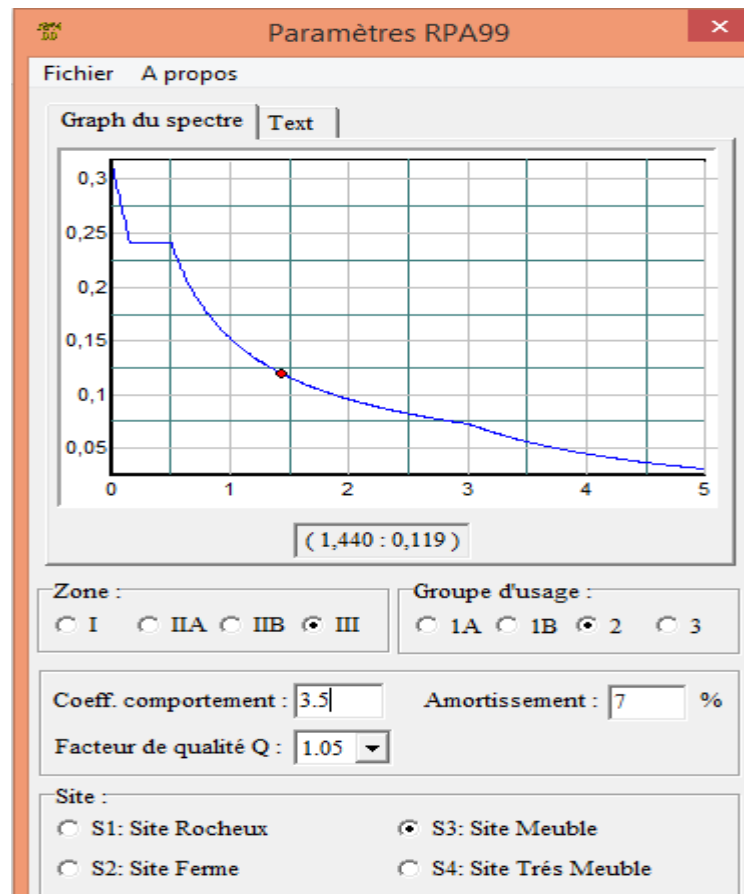 Paramètres RPA99
×
Fichier A propos
Graph du spectre Text
0,3
0,25
0,2
0,15
0,1
0,05
0 1 2 3 4 5
( 1,440 : 0,119 )
Zone : Groupe d'usage :
I IIA IIB III 1A 1B 2 3
Coeff. comportement : 3.5 Amortissement : 7 %
Facteur de qualité Q : 1.05
Site :
S1: Site Rocheux S3: Site Meuble
S2: Site Ferme S4: Site Trés Meuble